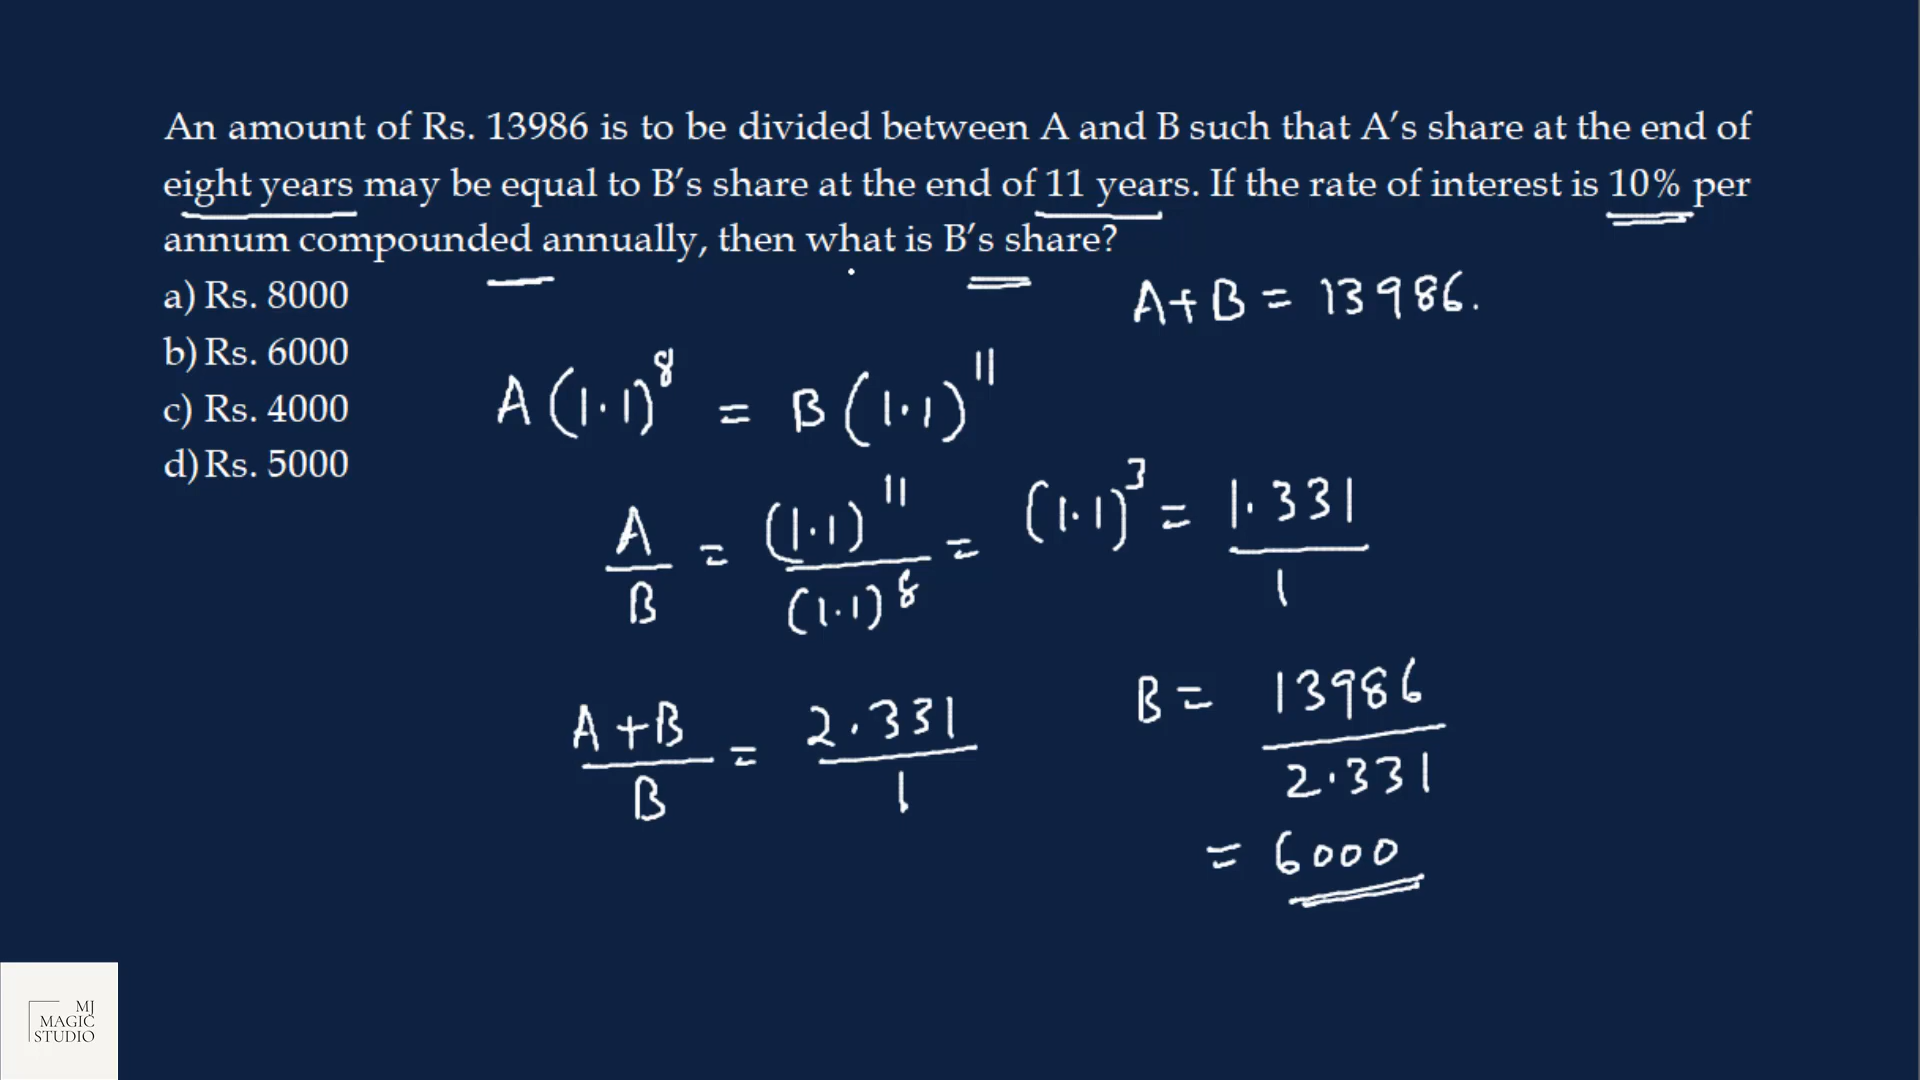 An amount of Rs. 13986 is to be divided between A and B such that A’s share at the end of
eight years may be equal to B’s share at the end of 11 years. If the rate of interest is 10% per
annum compounded annually, then what is B’s share?
a) Rs. 8000
b) Rs. 6000
c) Rs. 4000
d) Rs. 5000
A+B = 13986.
A(1.1)^8 = B(1.1)^11
A/B = (1.1)^11/(1.1)^8 = (1.1)^3 = 1.331/1
A+B/B = 2.331/1
B = 13986/2.331
= 6000
MJ
MAGIC
STUDIO